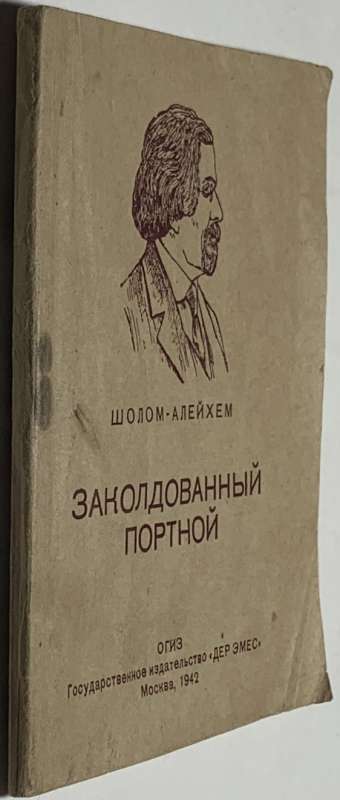 ШОЛОМ-АЛЕЙХЕМ
ЗАКОЛДОВАННЫЙ
ПОРТНОЙ
ОГИЗ
Государственное издательство «ДЕР ЭМЕС»
Москва, 1942